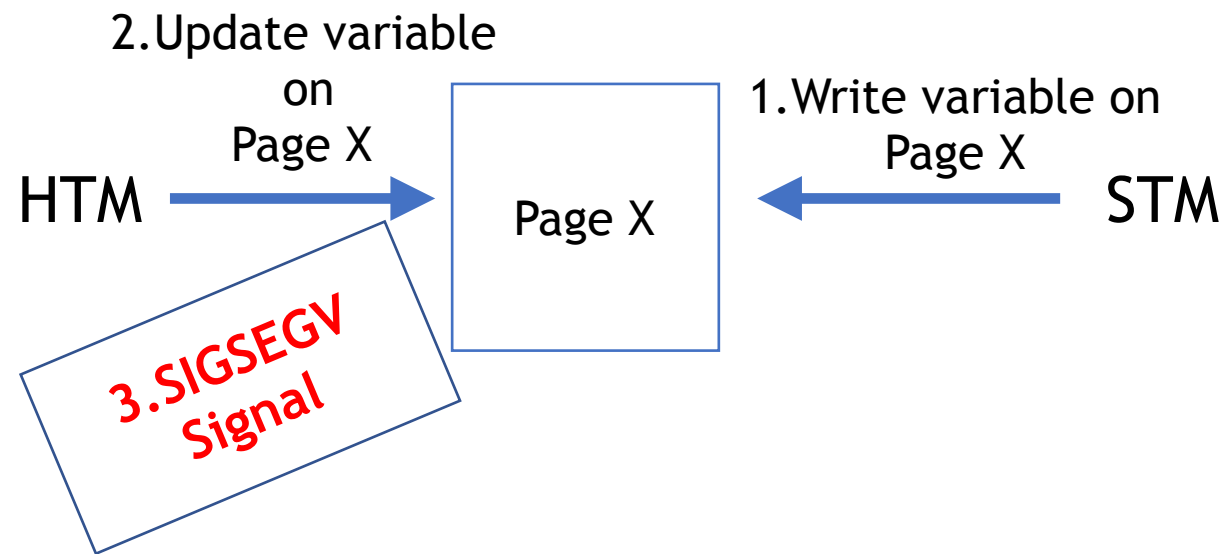 2.Update variable
on
Page X
1.Write variable on
Page X
HTM
Page X
STM
3.SIGSEGV
Signal